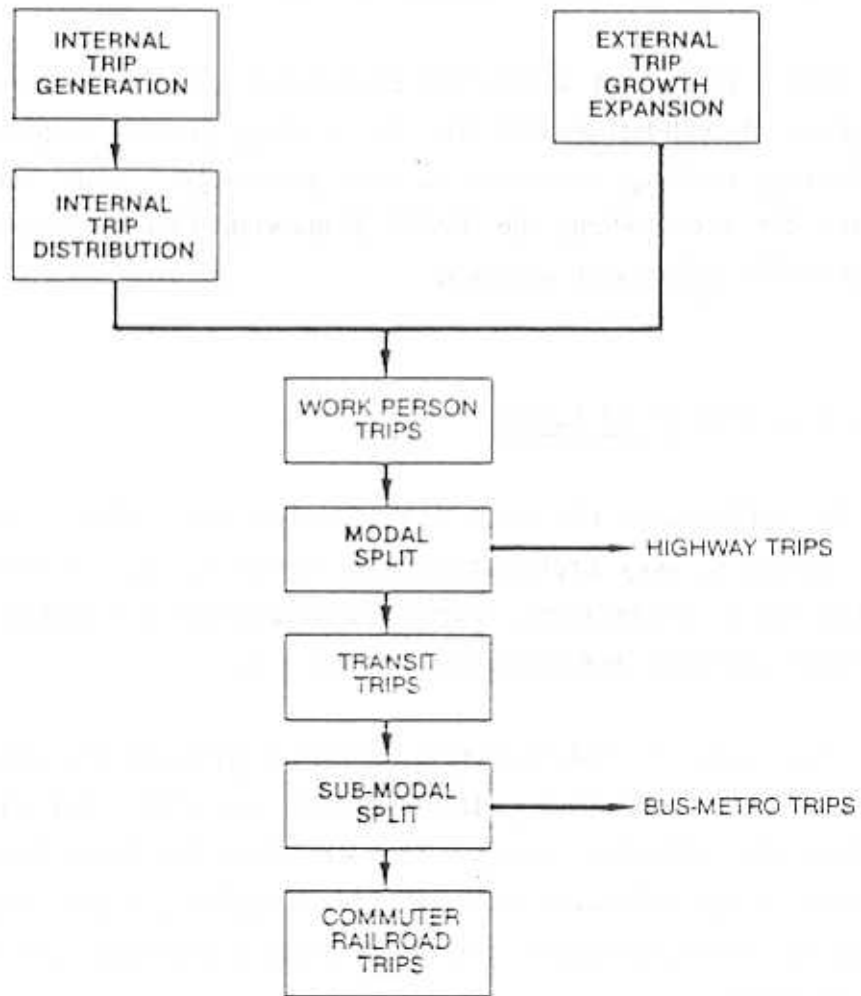 INTERNAL
TRIP
GENERATION
EXTERNAL
TRIP
GROWTH
EXPANSION
INTERNAL
TRIP
DISTRIBUTION
WORK PERSON
TRIPS
MODAL
SPLIT
HIGHWAY TRIPS
TRANSIT
TRIPS
SUB-MODAL
SPLIT
BUS-METRO TRIPS
COMMUTER
RAILROAD
TRIPS